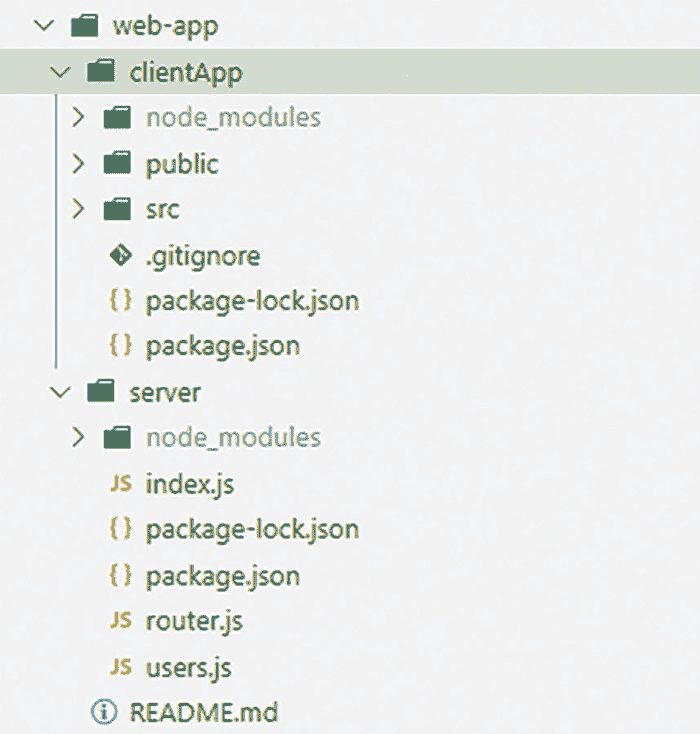 web-app
clientApp
node_modules
public
src
.gitignore
{} package-lock.json
{} package.json
server
node_modules
JS index.js
{} package-lock.json
{} package.json
JS router.js
JS users.js
README.md